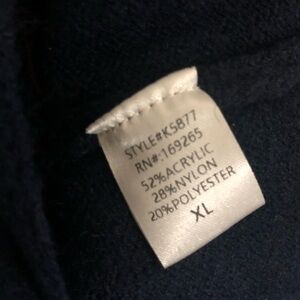 STYLE#K5877
RN#:169265
52%ACRYLIC
28%NYLON
20%POLYESTER
XL